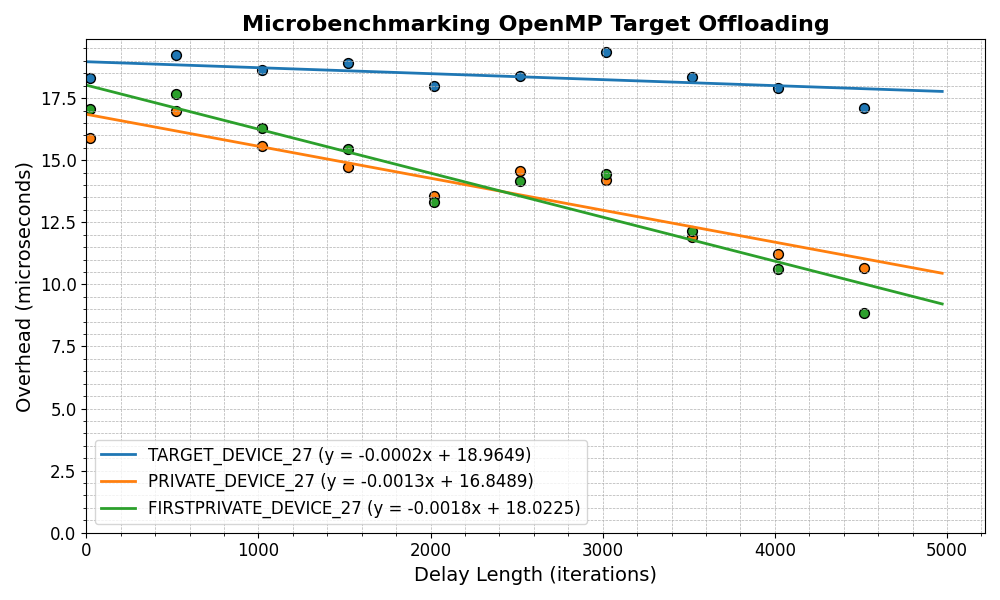 Microbenchmarking OpenMP Target Offloading
Overhead (microseconds)
17.5
15.0
12.5
10.0
7.5
5.0
2.5
0.0
TARGET_DEVICE_27 (y = -0.0002x + 18.9649)
PRIVATE_DEVICE_27 (y = -0.0013x + 16.8489)
FIRSTPRIVATE_DEVICE_27 (y = -0.0018x + 18.0225)
0 1000 2000 3000 4000 5000
Delay Length (iterations)